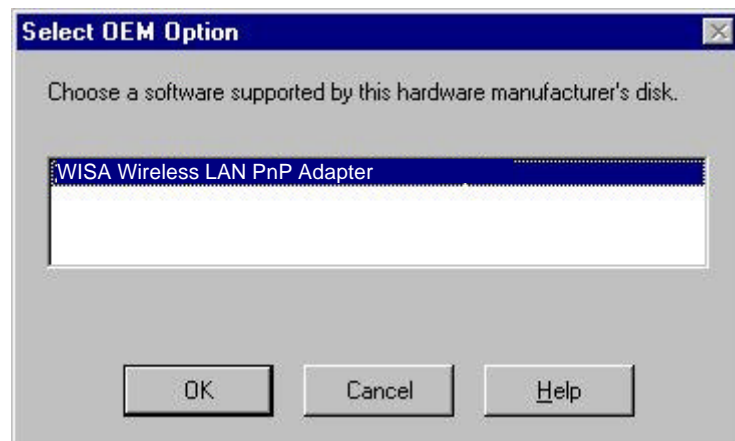 Select OEM Option
Choose a software supported by this hardware manufacturer's disk.
WISA Wireless LAN PnP Adapter
OK Cancel Help